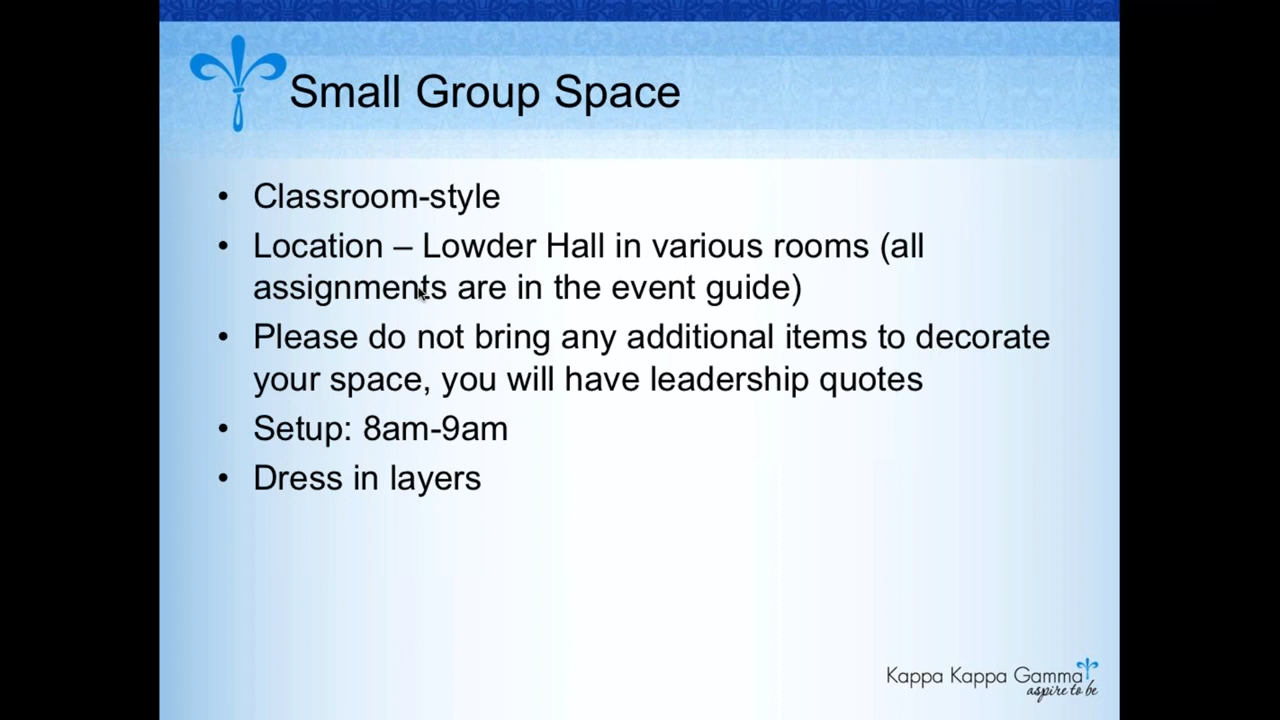 Small Group Space
• Classroom-style
• Location – Lowder Hall in various rooms (all
assignments are in the event guide)
• Please do not bring any additional items to decorate
your space, you will have leadership quotes
• Setup: 8am-9am
• Dress in layers
Kappa Kappa Gamma
aspire to be